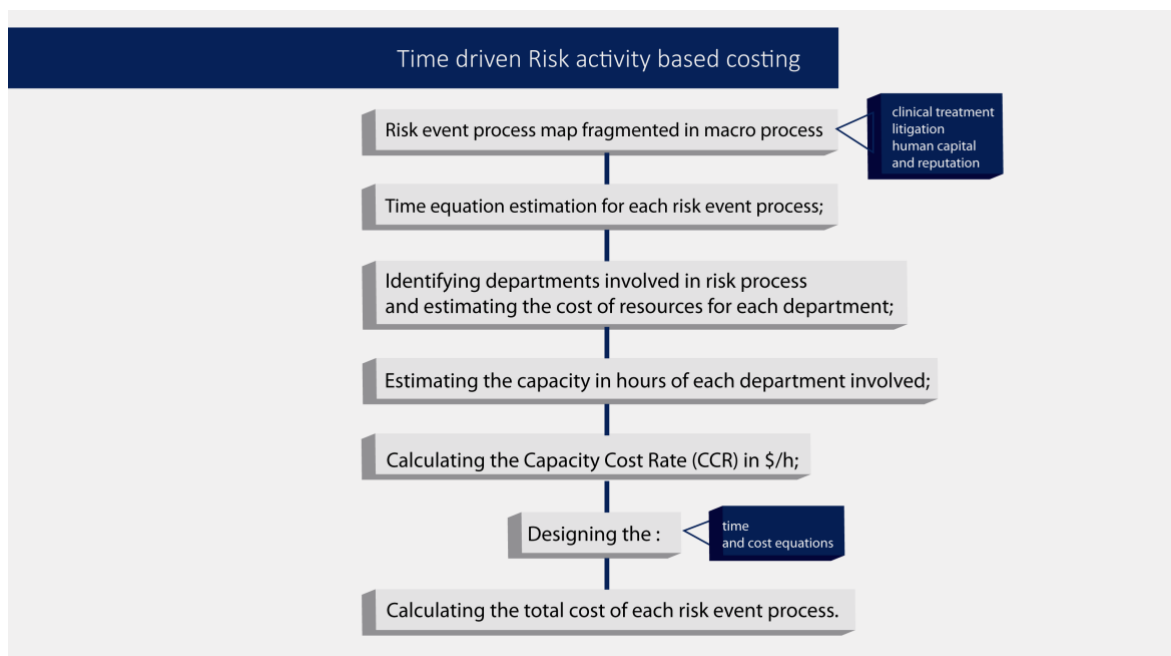 Time driven Risk activity based costing
Risk event process map fragmented in macro process
clinical treatment
litigation
human capital
and reputation
Time equation estimation for each risk event process;
Identifying departments involved in risk process
and estimating the cost of resources for each department;
Estimating the capacity in hours of each department involved;
Calculating the Capacity Cost Rate (CCR) in $/h;
Designing the :
time
and cost equations
Calculating the total cost of each risk event process.